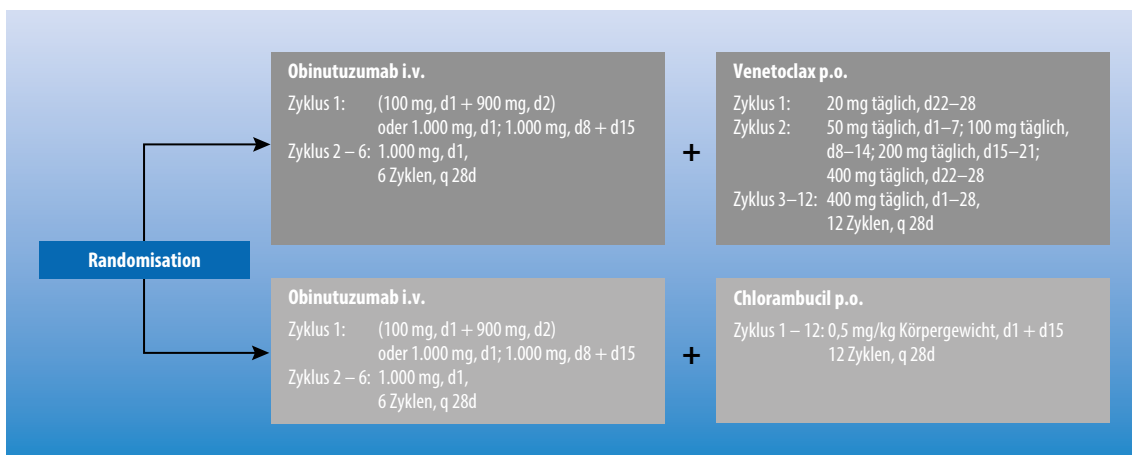 Obinutuzumab i.v.
Zyklus 1: (100 mg, d1 + 900 mg, d2)
oder 1.000 mg, d1; 1.000 mg, d8 + d15
Zyklus 2 – 6: 1.000 mg, d1,
6 Zyklen, q 28d
+
Venetoclax p.o.
Zyklus 1: 20 mg täglich, d22–28
Zyklus 2: 50 mg täglich, d1–7; 100 mg täglich,
d8–14; 200 mg täglich, d15–21;
400 mg täglich, d22–28
Zyklus 3–12: 400 mg täglich, d1–28,
12 Zyklen, q 28d
Randomisation
Obinutuzumab i.v.
Zyklus 1: (100 mg, d1 + 900 mg, d2)
oder 1.000 mg, d1; 1.000 mg, d8 + d15
Zyklus 2 – 6: 1.000 mg, d1,
6 Zyklen, q 28d
+
Chlorambucil p.o.
Zyklus 1 – 12: 0,5 mg/kg Körpergewicht, d1 + d15
12 Zyklen, q 28d